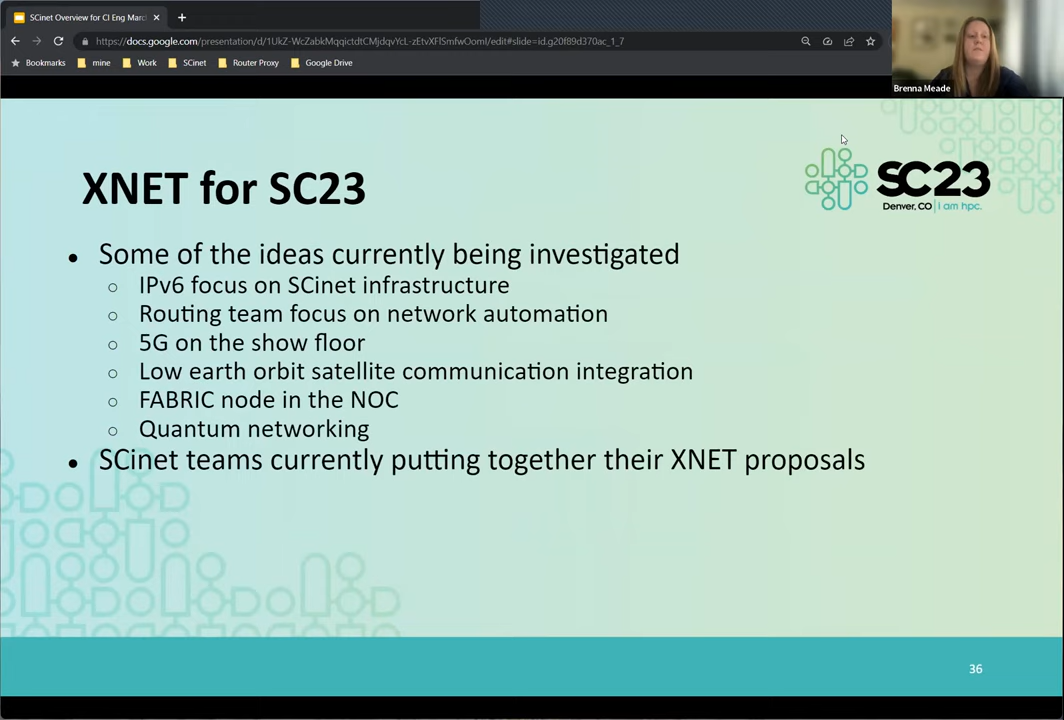 SCinet Overview for CI Eng Marc
https://docs.google.com/presentation/d/1UkZ-WcZabkMqqictdtCMjdqvYcL-zEtvXFlSmfwOomI/edit#slide=id.g20f89d370ac_1_7
Bookmarks mine Work SCinet Router Proxy Google Drive
Brenna Meade
SC23
Denver, CO | I am hpc.
XNET for SC23
• Some of the ideas currently being investigated
○ IPv6 focus on SCinet infrastructure
○ Routing team focus on network automation
○ 5G on the show floor
○ Low earth orbit satellite communication integration
○ FABRIC node in the NOC
○ Quantum networking
• SCinet teams currently putting together their XNET proposals
36